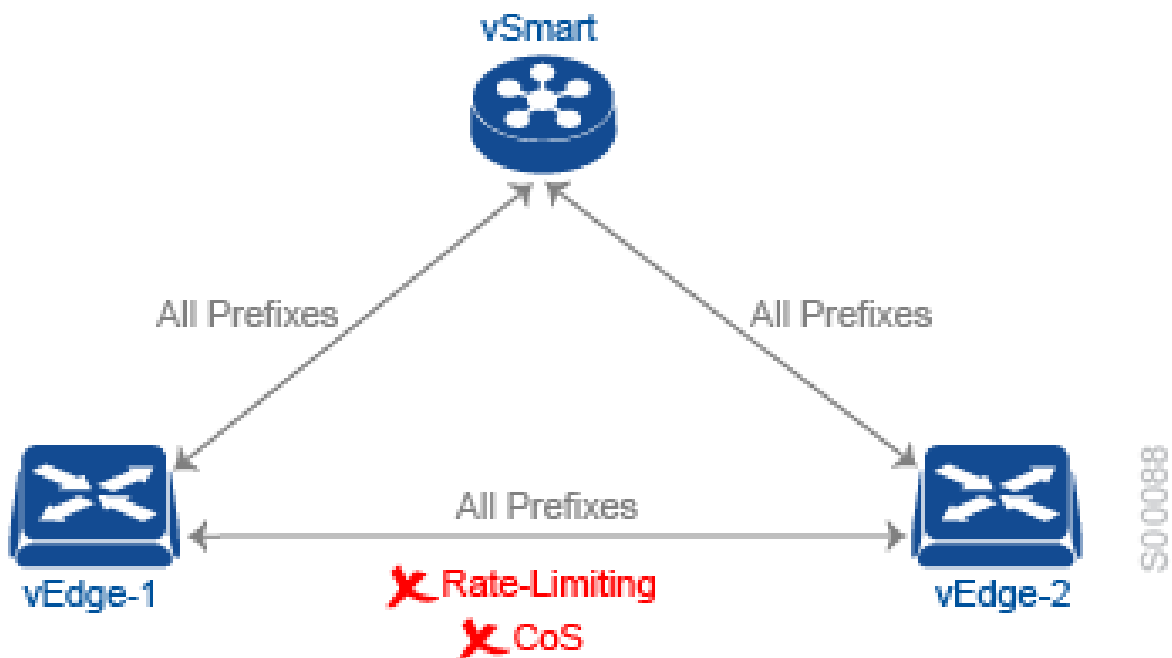 vSmart
All Prefixes
All Prefixes
All Prefixes
vEdge-1
Rate-Limiting
CoS
vEdge-2
S00088